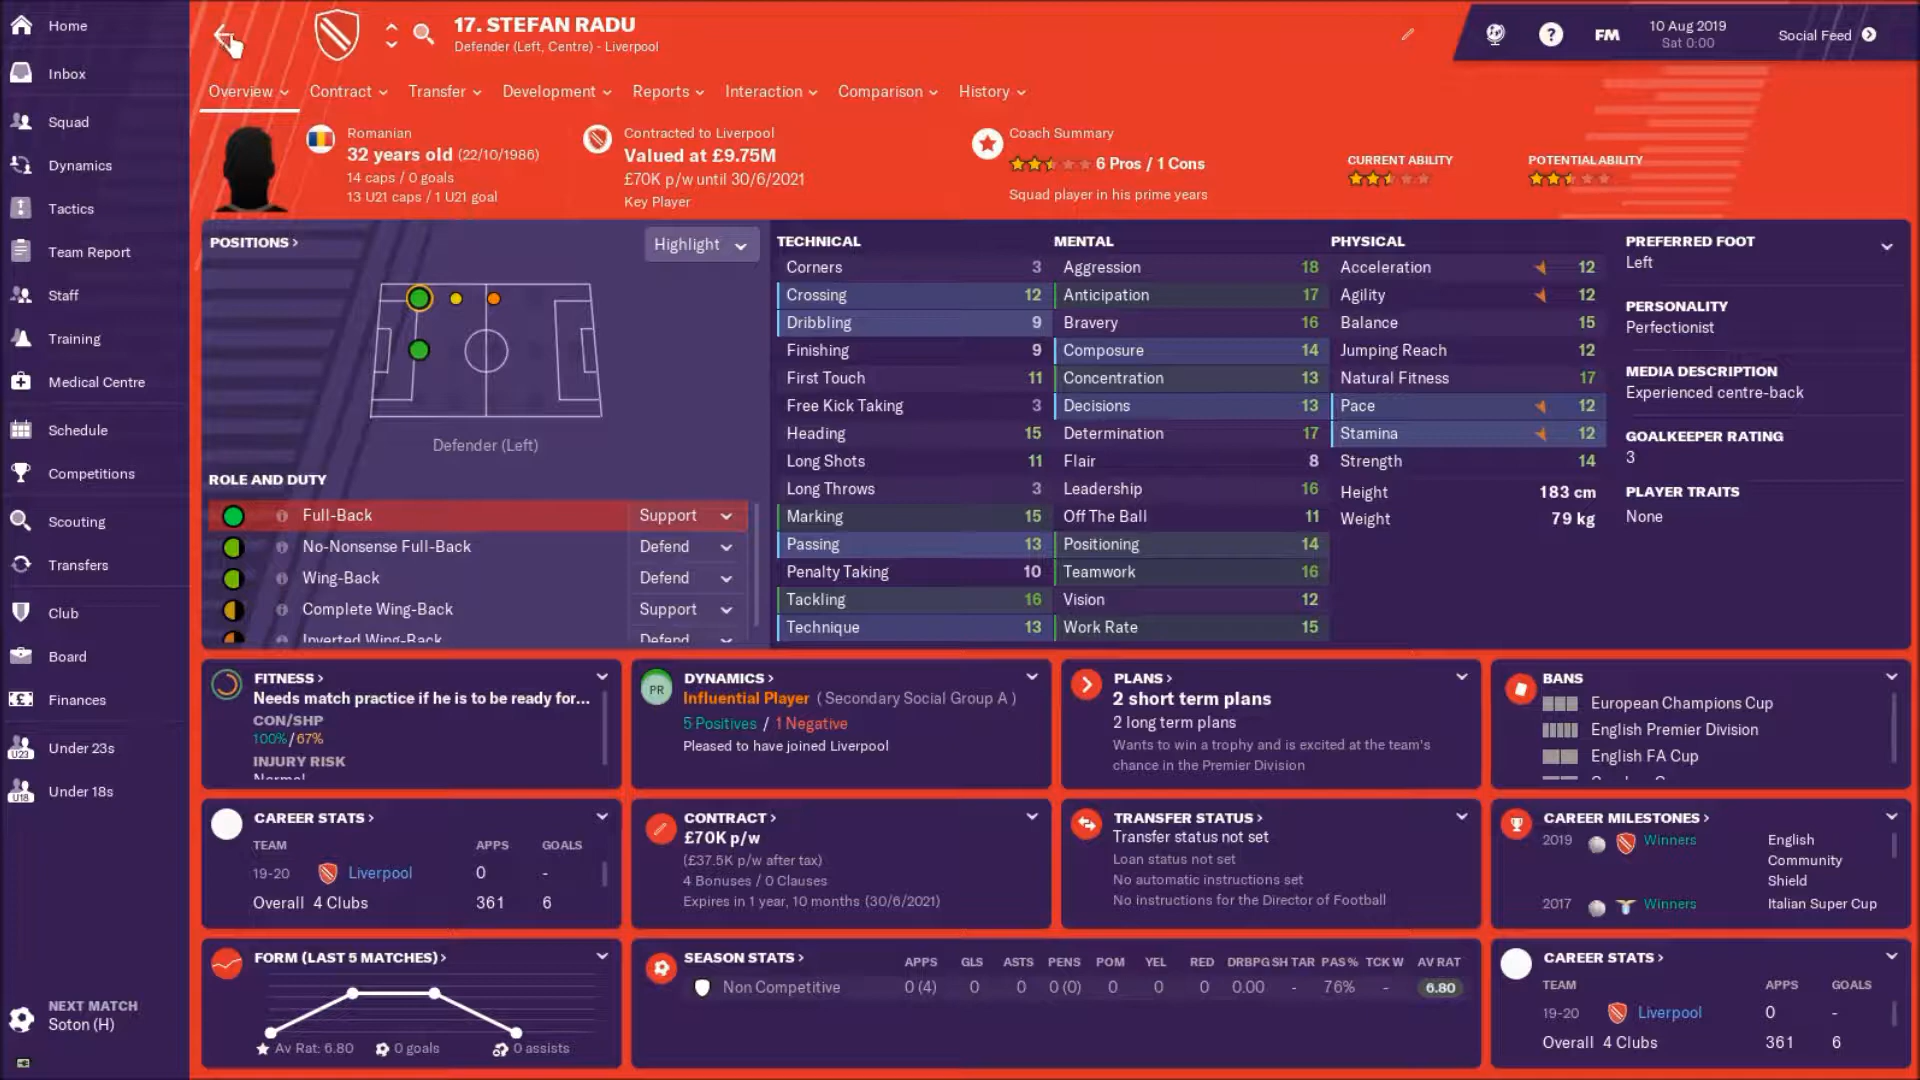 Home
Inbox
Squad
Dynamics
Tactics
Team Report
Staff
Training
Medical Centre
Schedule
Competitions
Scouting
Transfers
Club
Board
Finances
U23
Under 23s
U18
Under 18s
NEXT MATCH
Soton (H)
17. STEFAN RADU
Defender (Left, Centre) - Liverpool
FM
10 Aug 2019
Sat 0:00
Social Feed
Overview Contract Transfer Development Reports Interaction Comparison History
Romanian
32 years old (22/10/1986)
14 caps / 0 goals
13 U21 caps / 1 U21 goal
Contracted to Liverpool
Valued at £9.75M
£70K p/w until 30/6/2021
Key Player
Coach Summary
6 Pros / 1 Cons
Squad player in his prime years
CURRENT ABILITY
POTENTIAL ABILITY
POSITIONS >
Highlight
Defender (Left)
ROLE AND DUTY
Full-Back Support
No-Nonsense Full-Back Defend
Wing-Back Defend
Complete Wing-Back Support
Inverted Wing-Back Defend
TECHNICAL
Corners 3
Crossing 12
Dribbling 9
Finishing 9
First Touch 11
Free Kick Taking 3
Heading 15
Long Shots 11
Long Throws 3
Marking 15
Passing 13
Penalty Taking 10
Tackling 16
Technique 13
MENTAL
Aggression 18
Anticipation 17
Bravery 16
Composure 14
Concentration 13
Decisions 13
Determination 17
Flair 8
Leadership 16
Off The Ball 11
Positioning 14
Teamwork 16
Vision 12
Work Rate 15
PHYSICAL
Acceleration 12
Agility 12
Balance 15
Jumping Reach 12
Natural Fitness 17
Pace 12
Stamina 12
Strength 14
Height 183 cm
Weight 79 kg
PREFERRED FOOT
Left
PERSONALITY
Perfectionist
MEDIA DESCRIPTION
Experienced centre-back
GOALKEEPER RATING
3
PLAYER TRAITS
None
FITNESS >
Needs match practice if he is to be ready for...
CON/SHP
100%/67%
INJURY RISK
Normal
PR
DYNAMICS >
Influential Player ( Secondary Social Group A )
5 Positives / 1 Negative
Pleased to have joined Liverpool
PLANS >
2 short term plans
2 long term plans
Wants to win a trophy and is excited at the team's
chance in the Premier Division
BANS
European Champions Cup
English Premier Division
English FA Cup
CAREER STATS >
TEAM APPS GOALS
19-20 Liverpool 0 -
Overall 4 Clubs 361 6
CONTRACT >
£70K p/w
(£37.5K p/w after tax)
4 Bonuses / 0 Clauses
Expires in 1 year, 10 months (30/6/2021)
TRANSFER STATUS >
Transfer status not set
Loan status not set
No automatic instructions set
No instructions for the Director of Football
CAREER MILESTONES >
2019 Winners English
Community
Shield
2017 Winners Italian Super Cup
FORM (LAST 5 MATCHES) >
Av Rat: 6.80 0 goals 0 assists
SEASON STATS >
APPS GLS ASTS PENS POM YEL RED DRBPG SH TAR PAS% TCK W AV RAT
Non Competitive 0 (4) 0 0 0 (0) 0 0 0 0.00 - 76% - 6.80
CAREER STATS >
TEAM APPS GOALS
19-20 Liverpool 0 -
Overall 4 Clubs 361 6